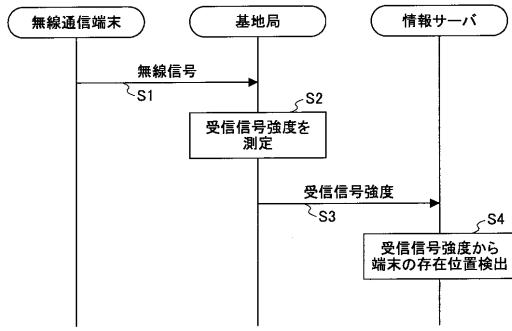 無線通信端末
基地局
情報サーバ
無線信号
S1
S2
受信信号強度を
測定
受信信号強度
S3
S4
受信信号強度から
端末の存在位置検出